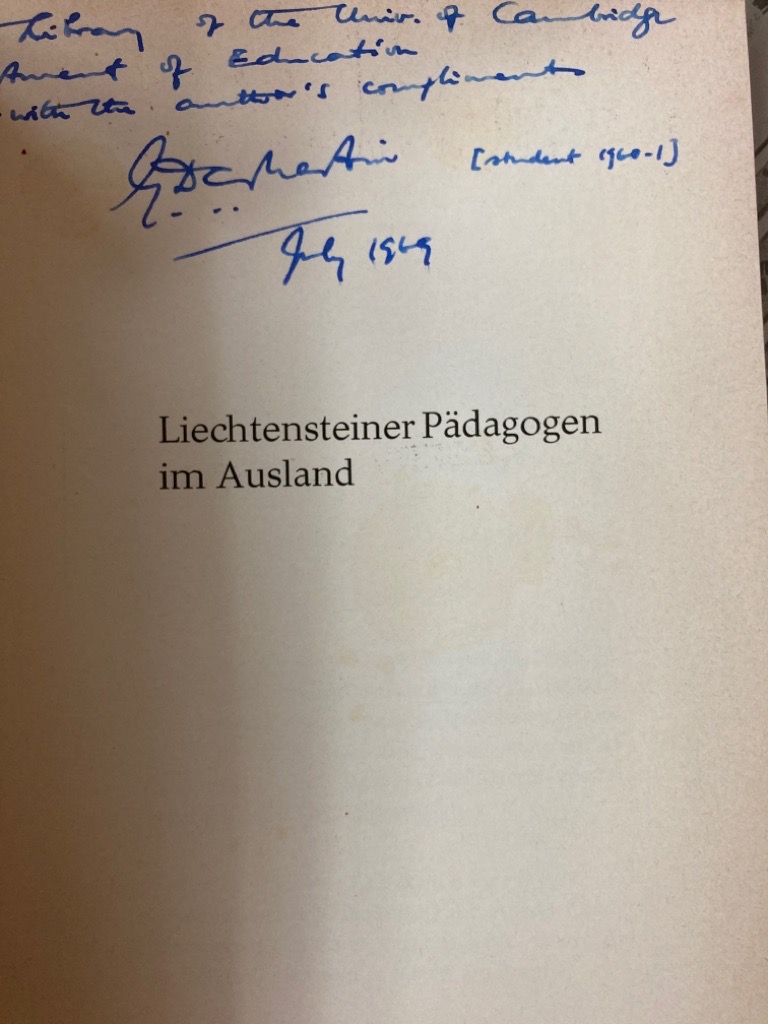 Library of the Univ. of Cambridge
of Education
with the author's compliments
[student 1960-1]
July 1969
Liechtensteiner Pädagogen
im Ausland